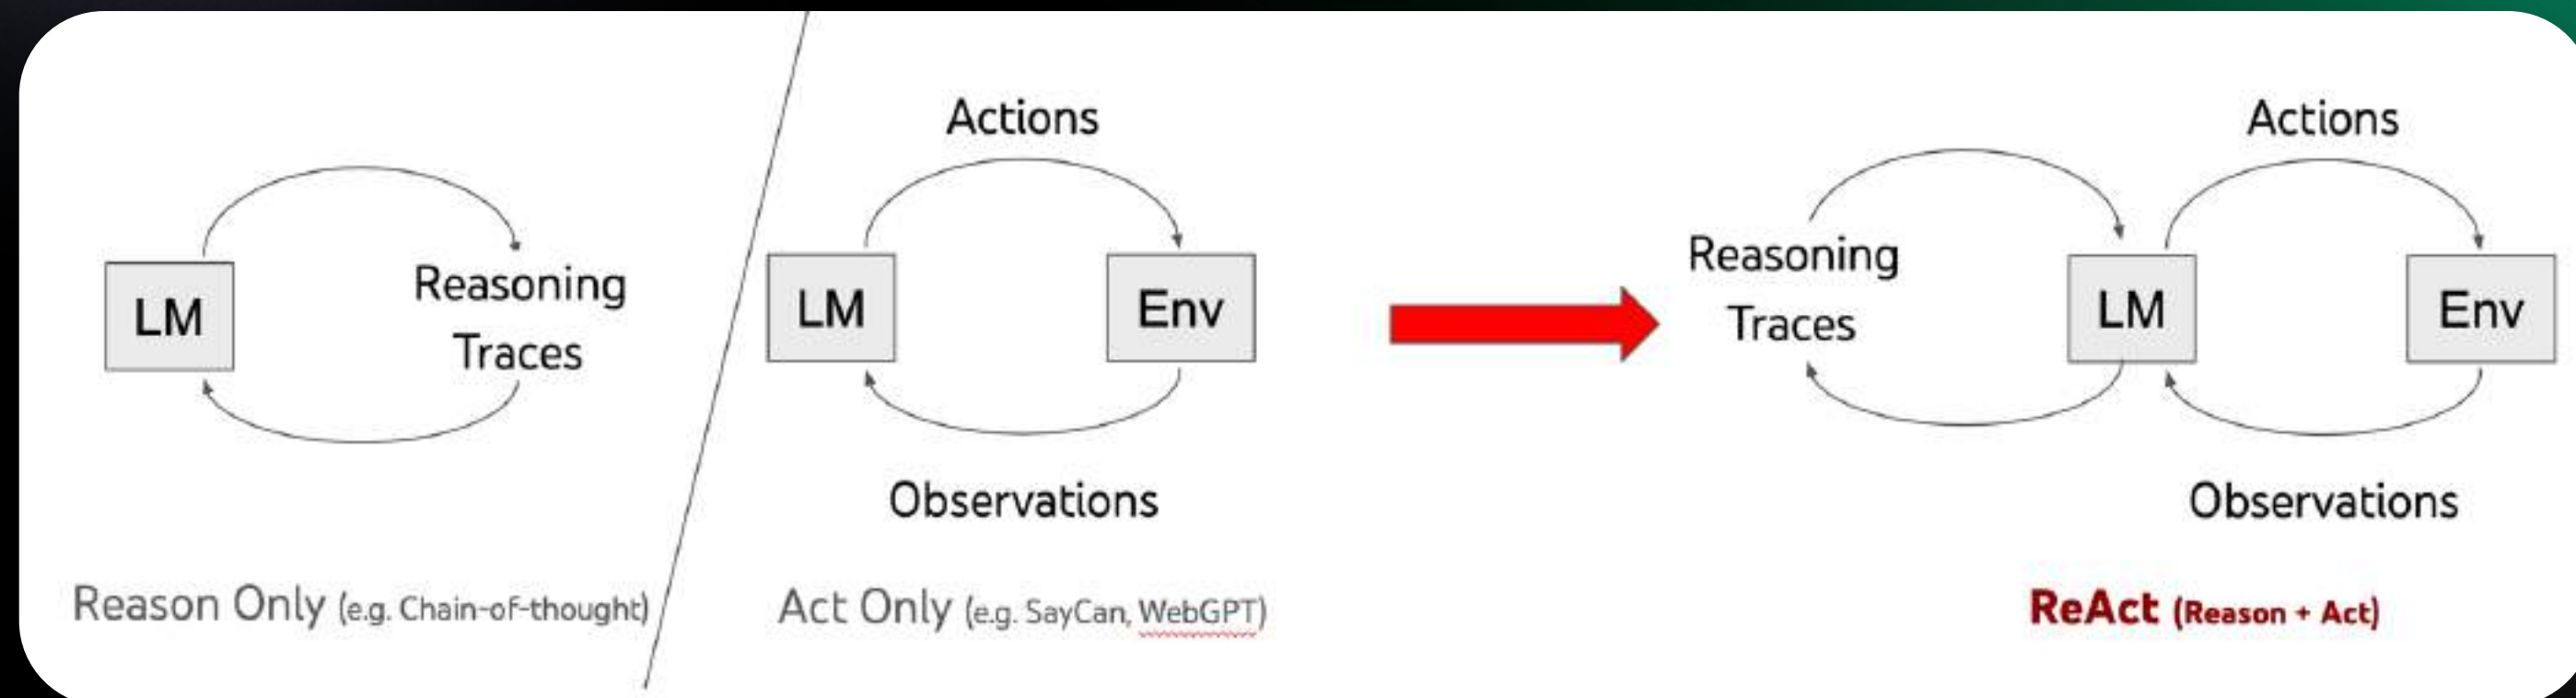 LM
Reasoning
Traces
Reason Only (e.g. Chain-of-thought)
Actions
LM
Env
Observations
Act Only (e.g. SayCan, WebGPT)
Reasoning
Traces
Actions
LM
Env
Observations
ReAct (Reason + Act)